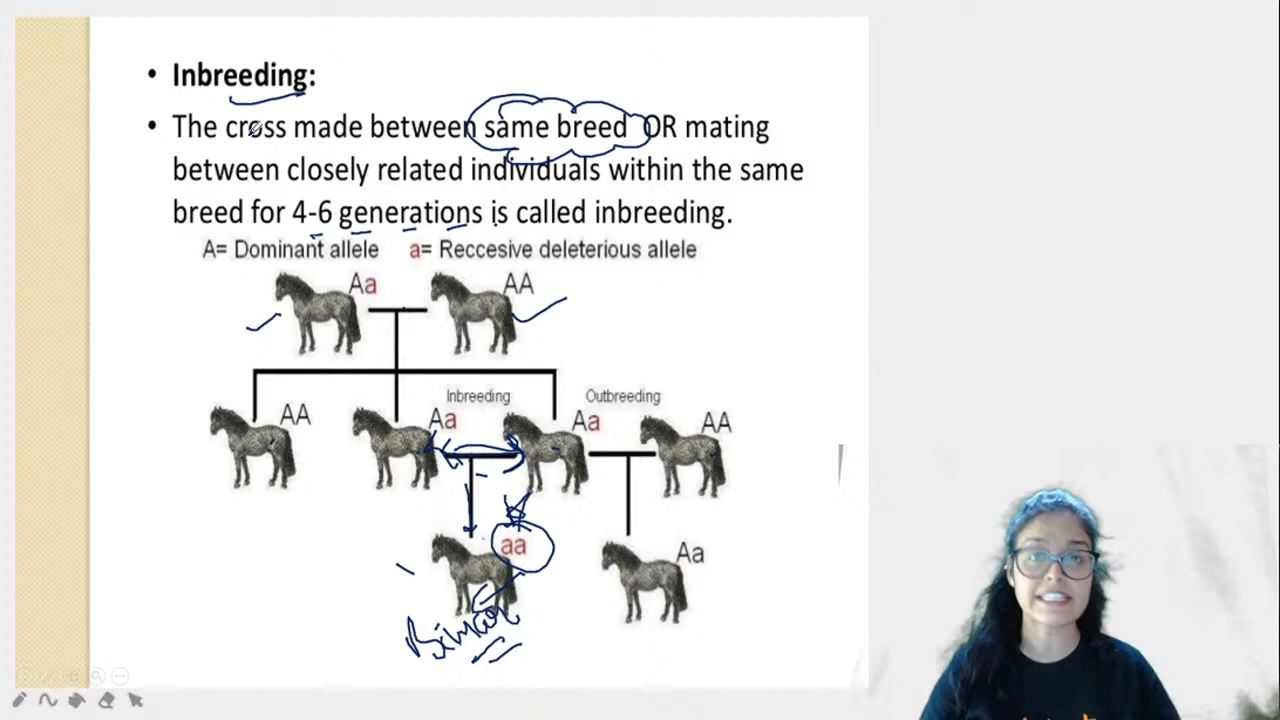 • Inbreeding:
• The cross made between same breed OR mating
between closely related individuals within the same
breed for 4-6 generations is called inbreeding.
A= Dominant allele a= Reccesive deleterious allele
Aa AA
Inbreeding Outbreeding
AA Aa Aa AA
aa Aa